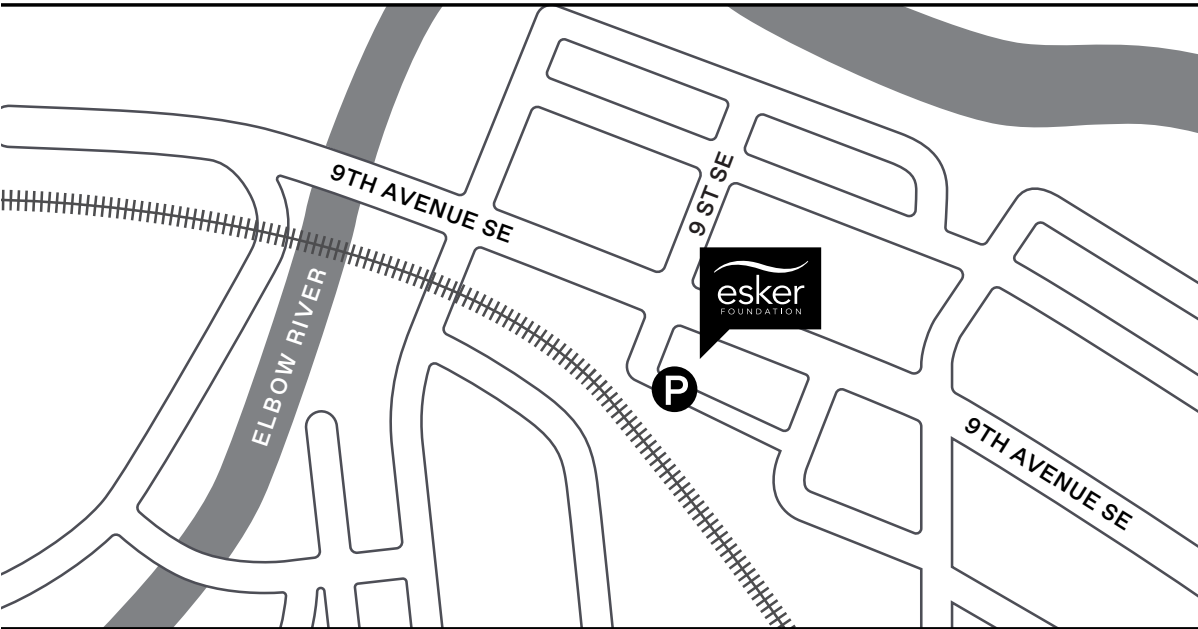 9TH AVENUE SE
9 ST SE
esker
FOUNDATION
ELBOW RIVER
P
9TH AVENUE SE